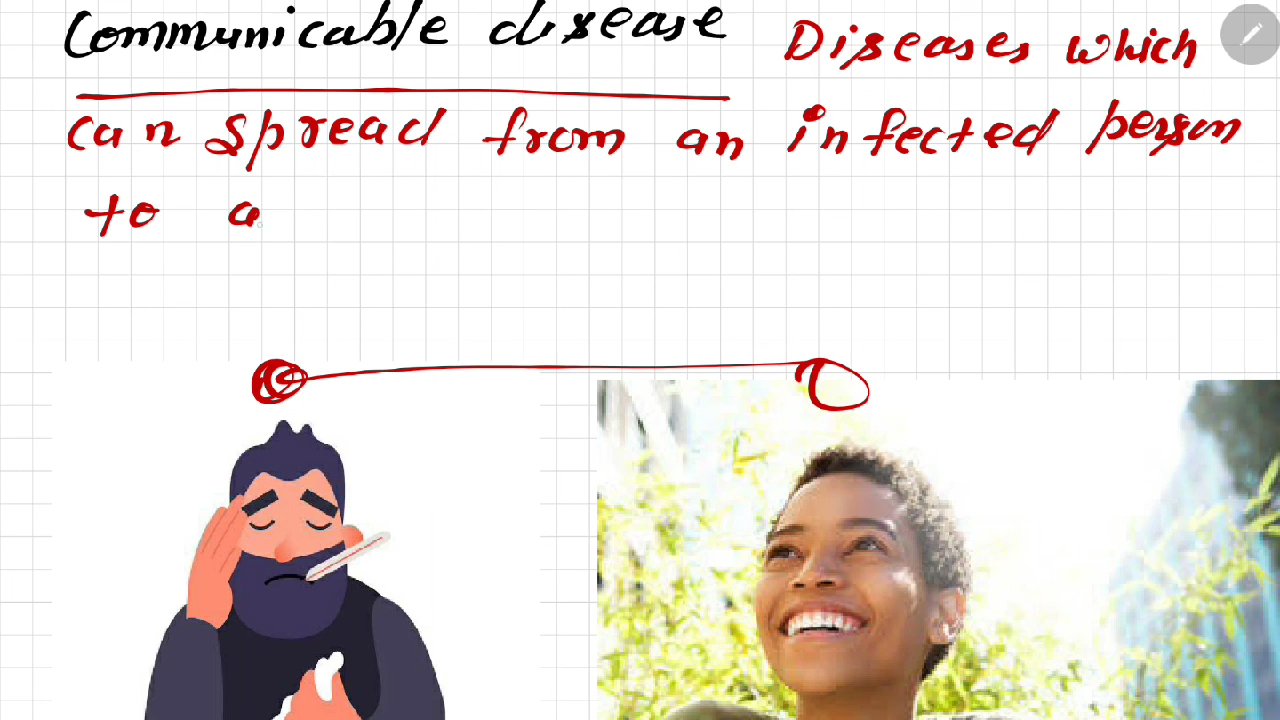 Communicable disease Diseases which
can spread from an infected person
to a